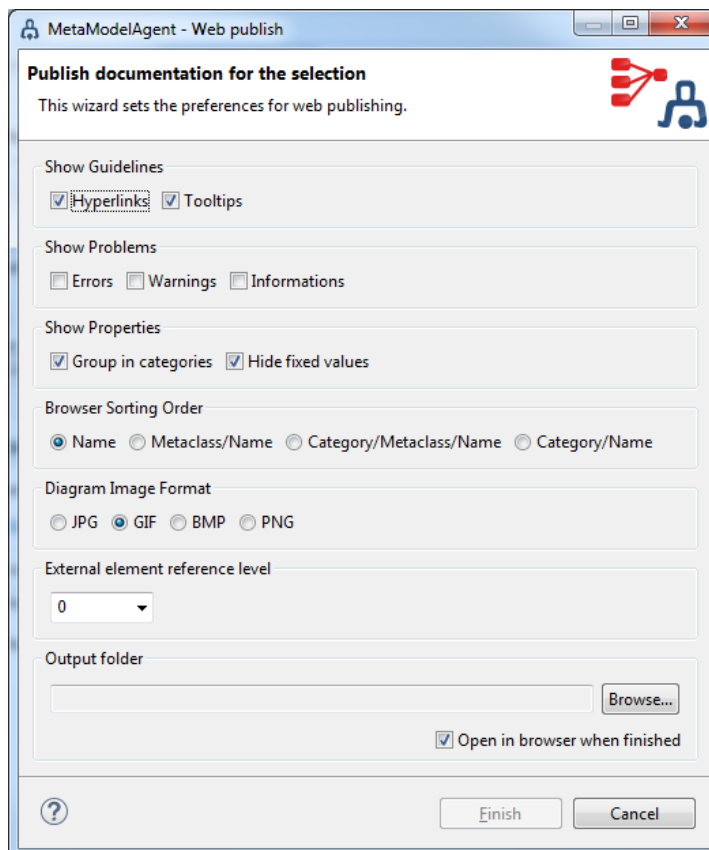 MetaModelAgent - Web publish
Publish documentation for the selection
This wizard sets the preferences for web publishing.
Show Guidelines
Hyperlinks Tooltips
Show Problems
Errors Warnings Informations
Show Properties
Group in categories Hide fixed values
Browser Sorting Order
Name Metaclass/Name Category/Metaclass/Name Category/Name
Diagram Image Format
JPG GIF BMP PNG
External element reference level
0
Output folder
Browse...
Open in browser when finished
? Finish Cancel